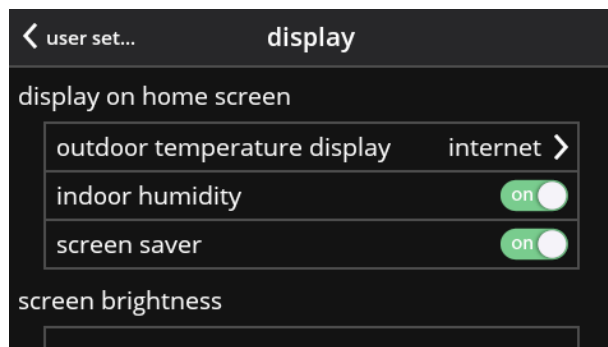 user set... display
display on home screen
outdoor temperature display internet
indoor humidity on
screen saver on
screen brightness